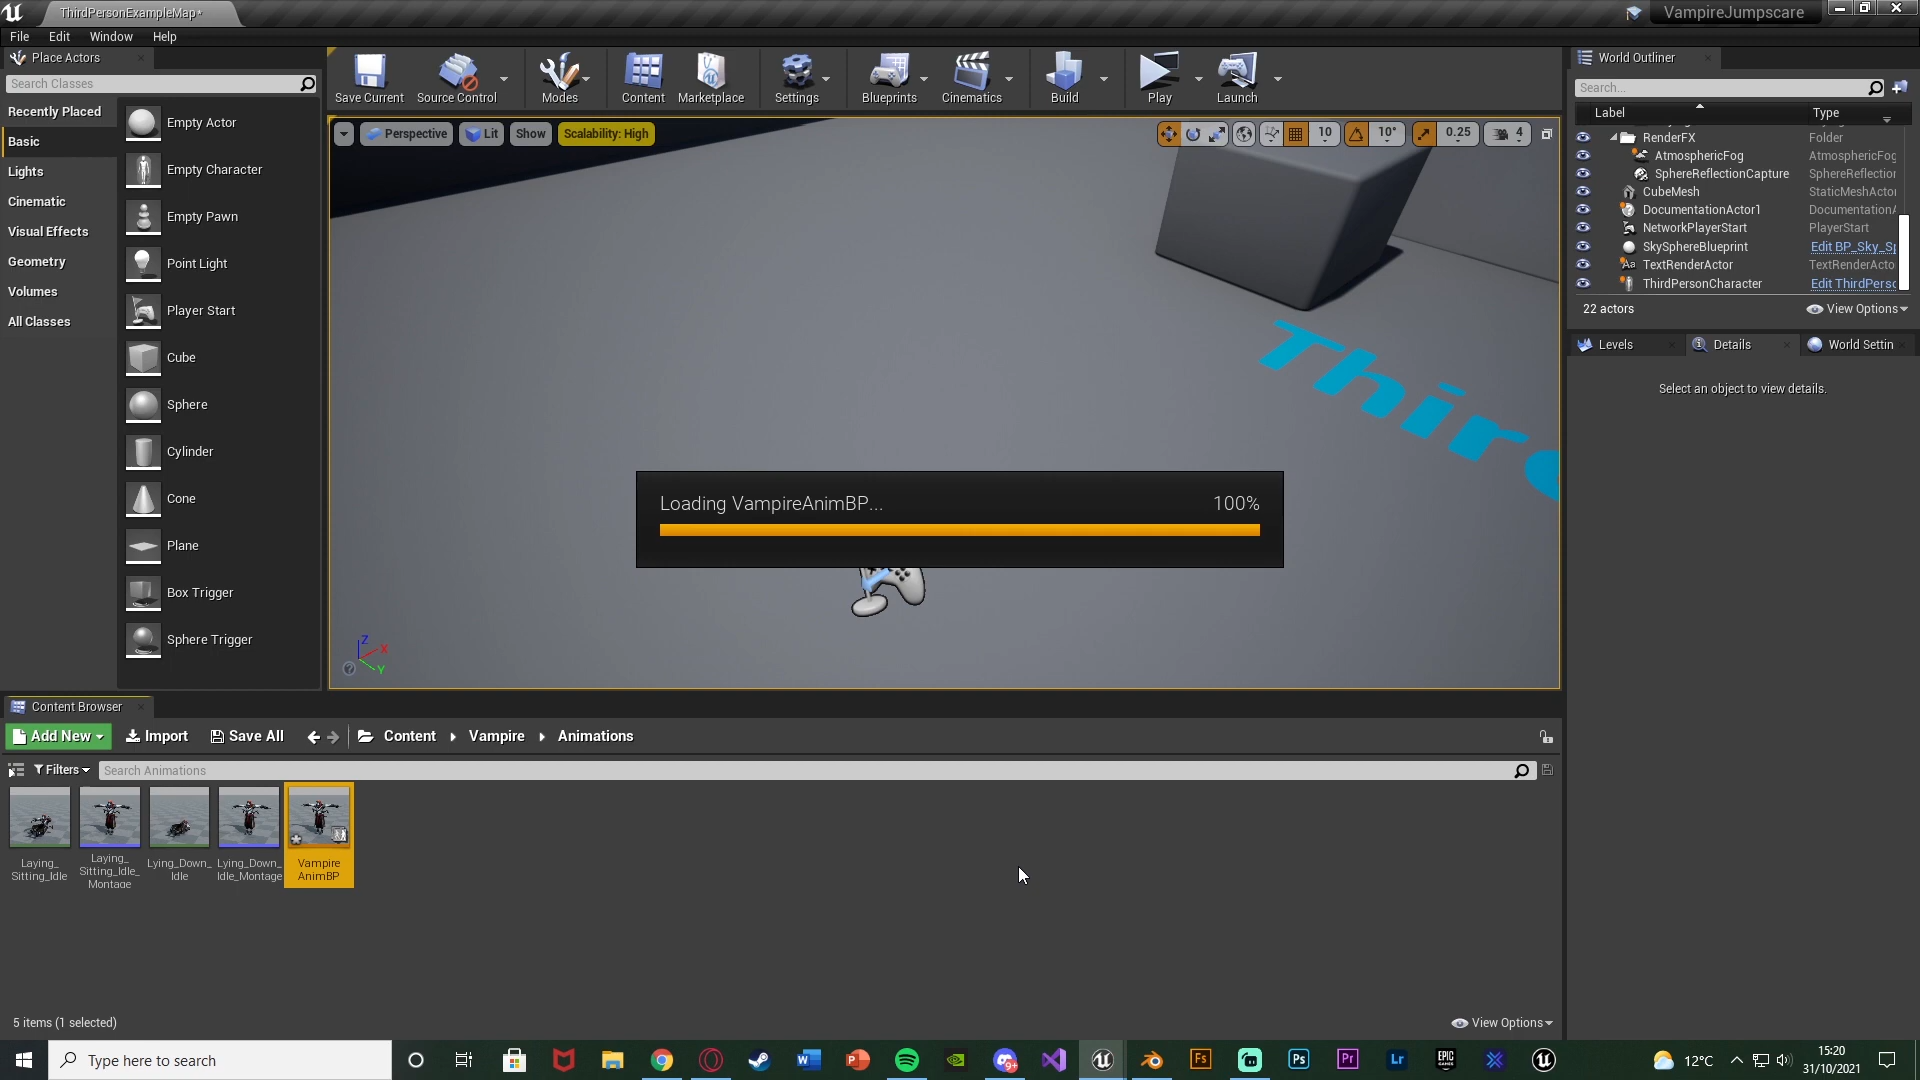 ThirdPersonExampleMap*
VampireJumpscare
File Edit Window Help
Place Actors
Search Classes
Recently Placed
Basic
Lights
Cinematic
Visual Effects
Geometry
Volumes
All Classes
Empty Actor
Empty Character
Empty Pawn
Point Light
Player Start
Cube
Sphere
Cylinder
Cone
Plane
Box Trigger
Sphere Trigger
Save Current Source Control Modes Content Marketplace Settings Blueprints Cinematics Build Play Launch
Perspective Lit Show Scalability: High 10 10° 0.25 4
Thir
Loading VampireAnimBP... 100%
Z
X
Y
World Outliner
Search...
Label Type
RenderFX Folder
AtmosphericFog AtmosphericFog
SphereReflectionCapture SphereReflection
CubeMesh StaticMeshActor
DocumentationActor1 DocumentationA
NetworkPlayerStart PlayerStart
SkySphereBlueprint Edit BP_Sky_Sp
TextRenderActor TextRenderActo
ThirdPersonCharacter Edit ThirdPerso
22 actors View Options
Levels Details World Settin
Select an object to view details.
Content Browser
Add New Import Save All Content Vampire Animations
Filters Search Animations
Laying_
Sitting_Idle
Laying_
Sitting_Idle_
Montage
Lying_Down_
Idle
Lying_Down_
Idle_Montage
Vampire
AnimBP
5 items (1 selected) View Options
Type here to search
12°C
15:20
31/10/2021